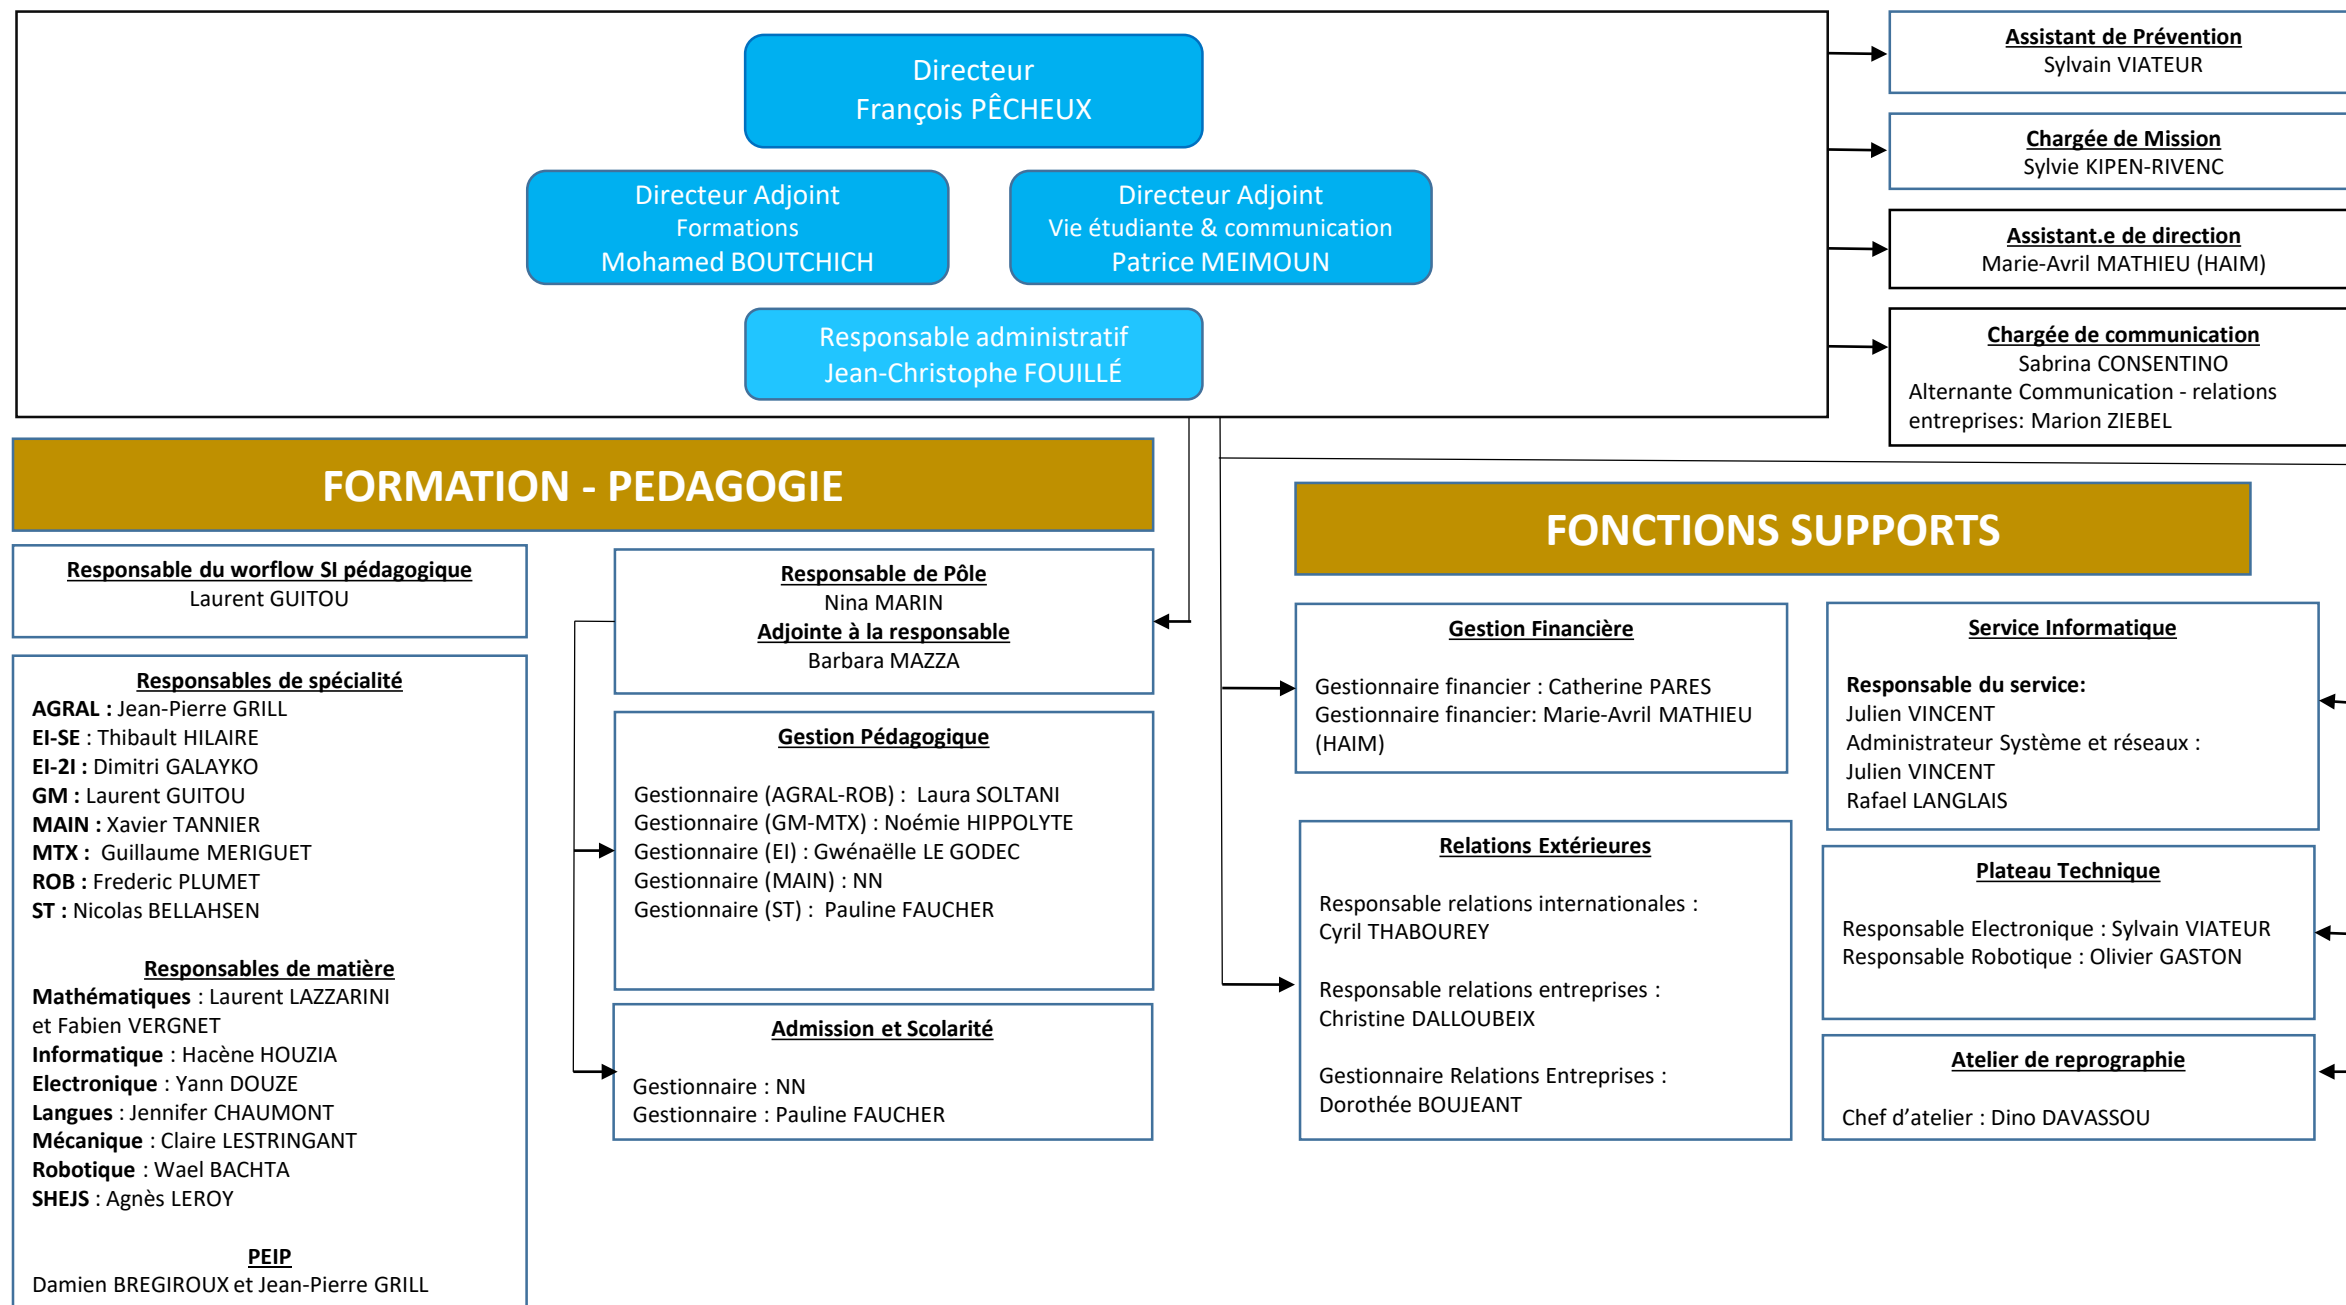 Directeur
François PÊCHEUX
Directeur Adjoint
Formations
Mohamed BOUTCHICH
Directeur Adjoint
Vie étudiante & communication
Patrice MEIMOUN
Responsable administratif
Jean-Christophe FOUILLÉ
Assistant de Prévention
Sylvain VIATEUR
Chargée de Mission
Sylvie KIPEN-RIVENC
Assistant.e de direction
Marie-Avril MATHIEU (HAIM)
Chargée de communication
Sabrina CONSENTINO
Alternante Communication - relations
entreprises: Marion ZIEBEL
FORMATION - PEDAGOGIE
Responsable du worflow SI pédagogique
Laurent GUITOU
Responsables de spécialité
AGRAL : Jean-Pierre GRILL
EI-SE : Thibault HILAIRE
EI-2I : Dimitri GALAYKO
GM : Laurent GUITOU
MAIN : Xavier TANNIER
MTX : Guillaume MERIGUET
ROB : Frederic PLUMET
ST : Nicolas BELLAHSEN
Responsables de matière
Mathématiques : Laurent LAZZARINI
et Fabien VERGNET
Informatique : Hacène HOUZIA
Electronique : Yann DOUZE
Langues : Jennifer CHAUMONT
Mécanique : Claire LESTRINGANT
Robotique : Wael BACHTA
SHEJS : Agnès LEROY
PEIP
Damien BREGIROUX et Jean-Pierre GRILL
Responsable de Pôle
Nina MARIN
Adjointe à la responsable
Barbara MAZZA
Gestion Pédagogique
Gestionnaire (AGRAL-ROB) : Laura SOLTANI
Gestionnaire (GM-MTX) : Noémie HIPPOLYTE
Gestionnaire (EI) : Gwénaëlle LE GODEC
Gestionnaire (MAIN) : NN
Gestionnaire (ST) : Pauline FAUCHER
Admission et Scolarité
Gestionnaire : NN
Gestionnaire : Pauline FAUCHER
FONCTIONS SUPPORTS
Gestion Financière
Gestionnaire financier : Catherine PARES
Gestionnaire financier: Marie-Avril MATHIEU
(HAIM)
Relations Extérieures
Responsable relations internationales :
Cyril THABOUREY
Responsable relations entreprises :
Christine DALLOUBEIX
Gestionnaire Relations Entreprises :
Dorothée BOUJEANT
Service Informatique
Responsable du service:
Julien VINCENT
Administrateur Système et réseaux :
Julien VINCENT
Rafael LANGLAIS
Plateau Technique
Responsable Electronique : Sylvain VIATEUR
Responsable Robotique : Olivier GASTON
Atelier de reprographie
Chef d'atelier : Dino DAVASSOU